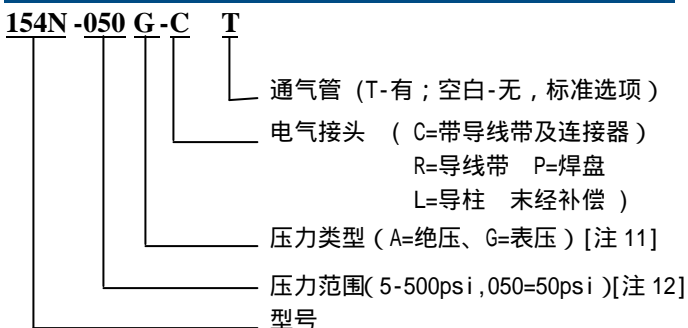 154N -050 G -C T
通气管 (T-有；空白-无，标准选项)
电气接头 ( C=带导线带及连接器)
R=导线带 P=焊盘
L=导柱 末经补偿 )
压力类型(A=绝压、G=表压)[注 11]
压力范围(5-500psi,050=50psi)[注 12]
型号